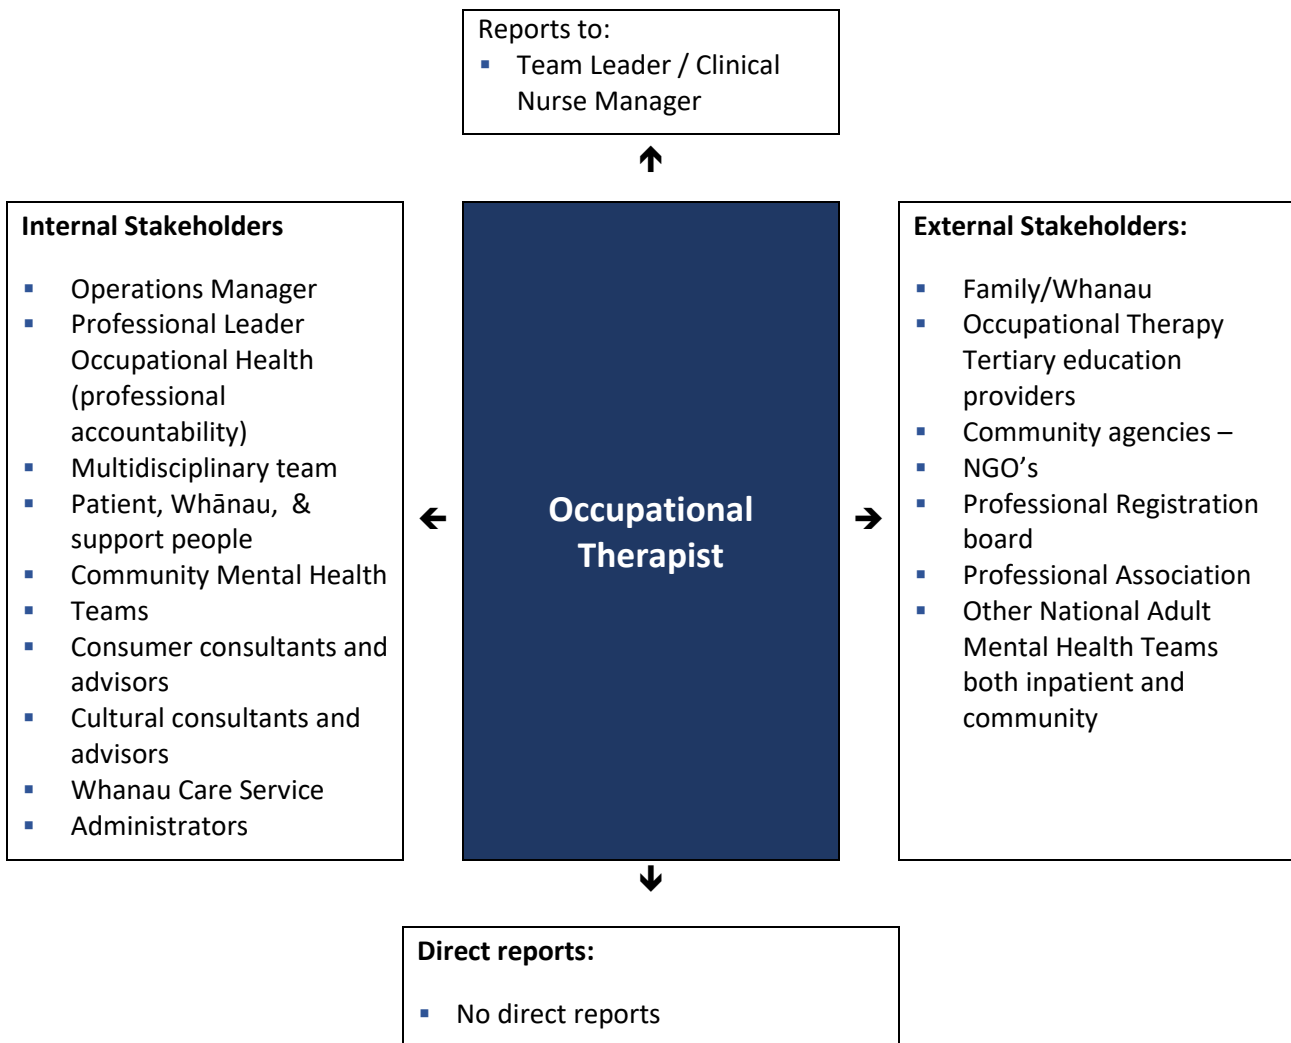 Reports to:
▪ Team Leader / Clinical
Nurse Manager
Internal Stakeholders
▪ Operations Manager
▪ Professional Leader
Occupational Health
(professional
accountability)
▪ Multidisciplinary team
▪ Patient, Whānau, &
support people
▪ Community Mental Health
▪ Teams
▪ Consumer consultants and
advisors
▪ Cultural consultants and
advisors
▪ Whanau Care Service
▪ Administrators
Occupational
Therapist
External Stakeholders:
▪ Family/Whanau
▪ Occupational Therapy
Tertiary education
providers
▪ Community agencies –
▪ NGO’s
▪ Professional Registration
board
▪ Professional Association
▪ Other National Adult
Mental Health Teams
both inpatient and
community
Direct reports:
▪ No direct reports